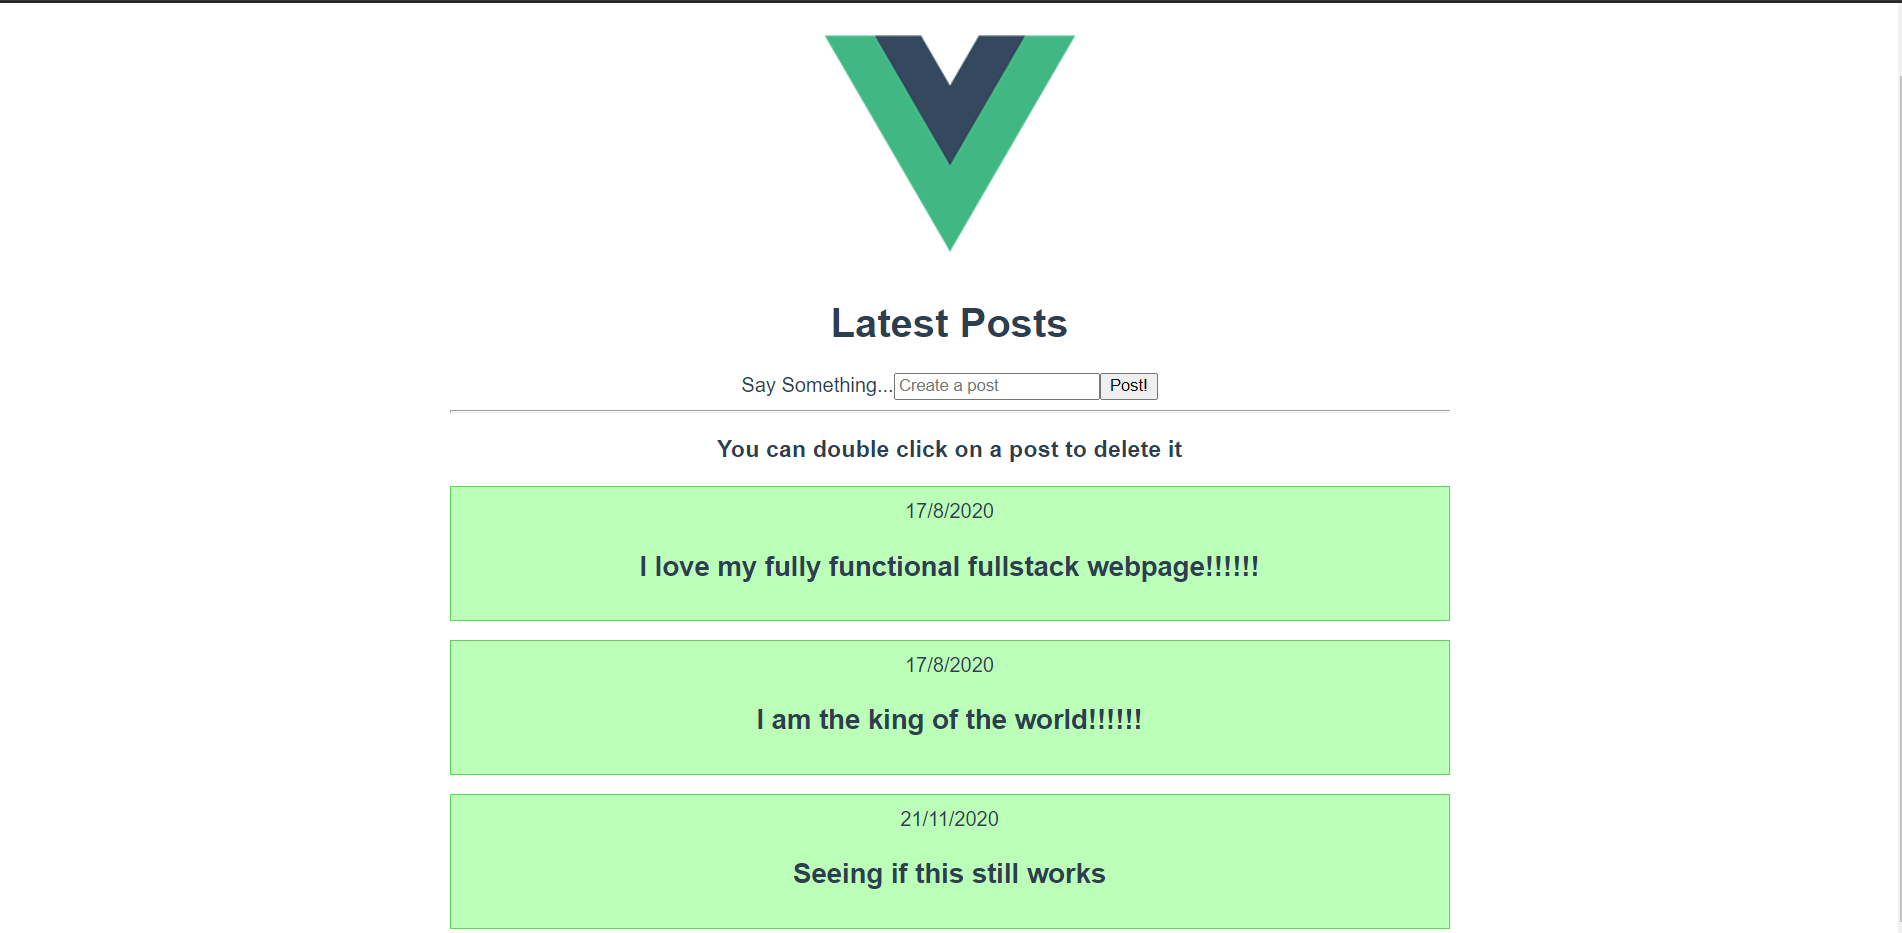 Latest Posts
Say Something... Create a post Post!
You can double click on a post to delete it
17/8/2020
I love my fully functional fullstack webpage!!!!!!
17/8/2020
I am the king of the world!!!!!!
21/11/2020
Seeing if this still works